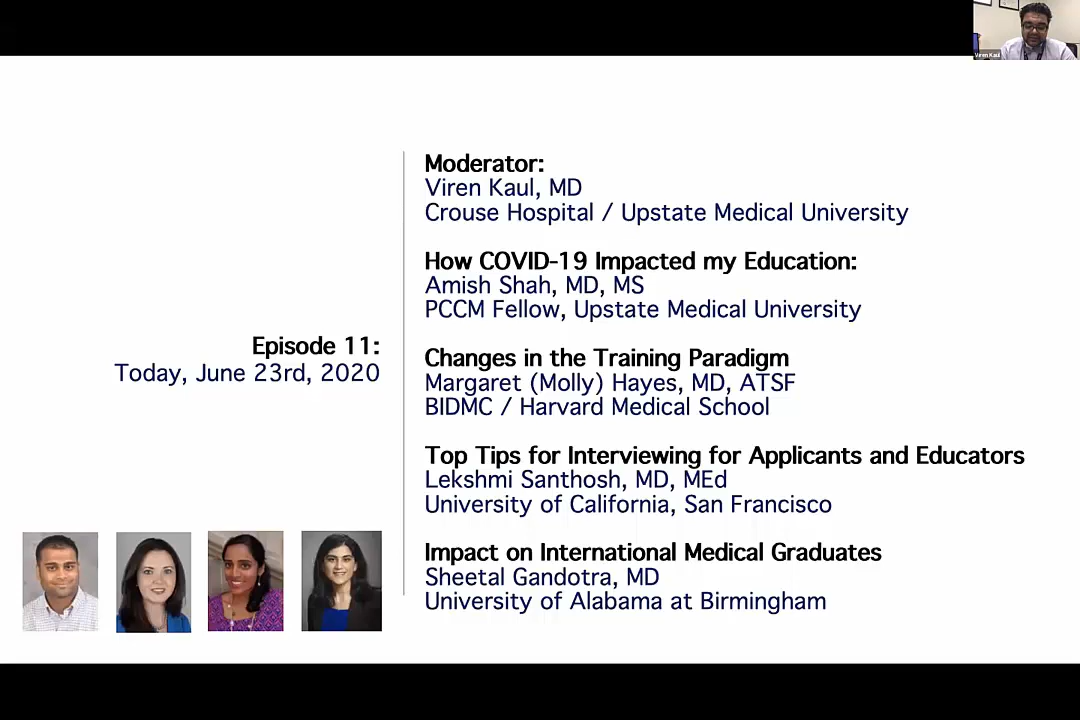 Viren Kaul
Episode 11:
Today, June 23rd, 2020
Moderator:
Viren Kaul, MD
Crouse Hospital / Upstate Medical University
How COVID-19 Impacted my Education:
Amish Shah, MD, MS
PCCM Fellow, Upstate Medical University
Changes in the Training Paradigm
Margaret (Molly) Hayes, MD, ATSF
BIDMC / Harvard Medical School
Top Tips for Interviewing for Applicants and Educators
Lekshmi Santhosh, MD, MEd
University of California, San Francisco
Impact on International Medical Graduates
Sheetal Gandotra, MD
University of Alabama at Birmingham